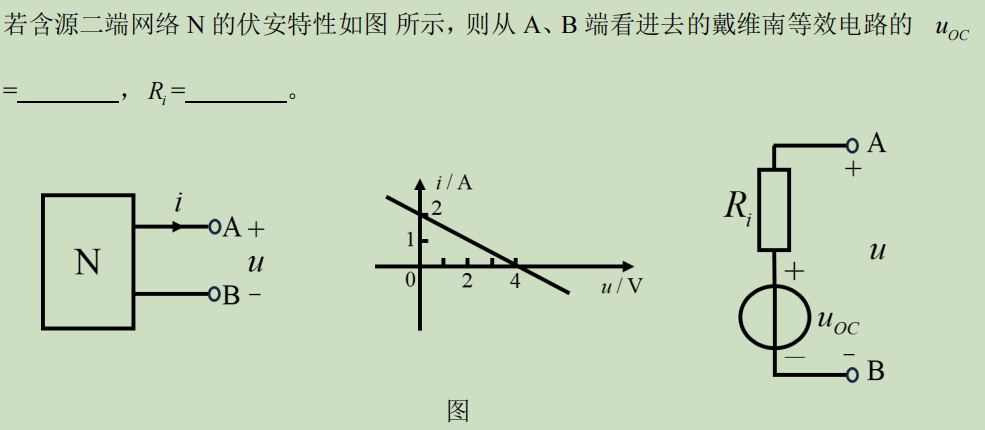 若含源二端网络 N 的伏安特性如图 所示，则从 A、B 端看进去的戴维南等效电路的 u_OC
=________，R_i=________。
N
i
A +
u
B −
i / A
2
1
0
2
4
u / V
A
+
R_i
u
+
u_OC
—
−
B
图